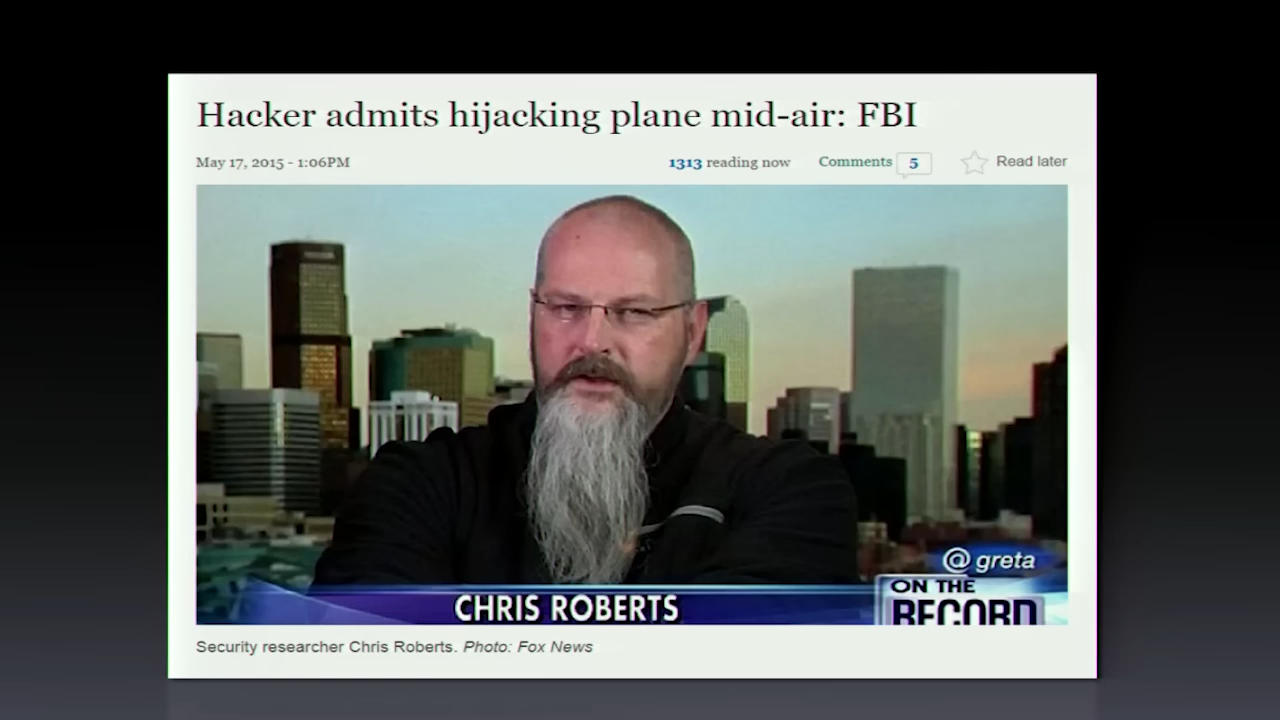 Hacker admits hijacking plane mid-air: FBI
May 17, 2015 - 1:06PM 1313 reading now Comments 5 Read later
@ greta
ON THE
RECORD
CHRIS ROBERTS
Security researcher Chris Roberts. Photo: Fox News